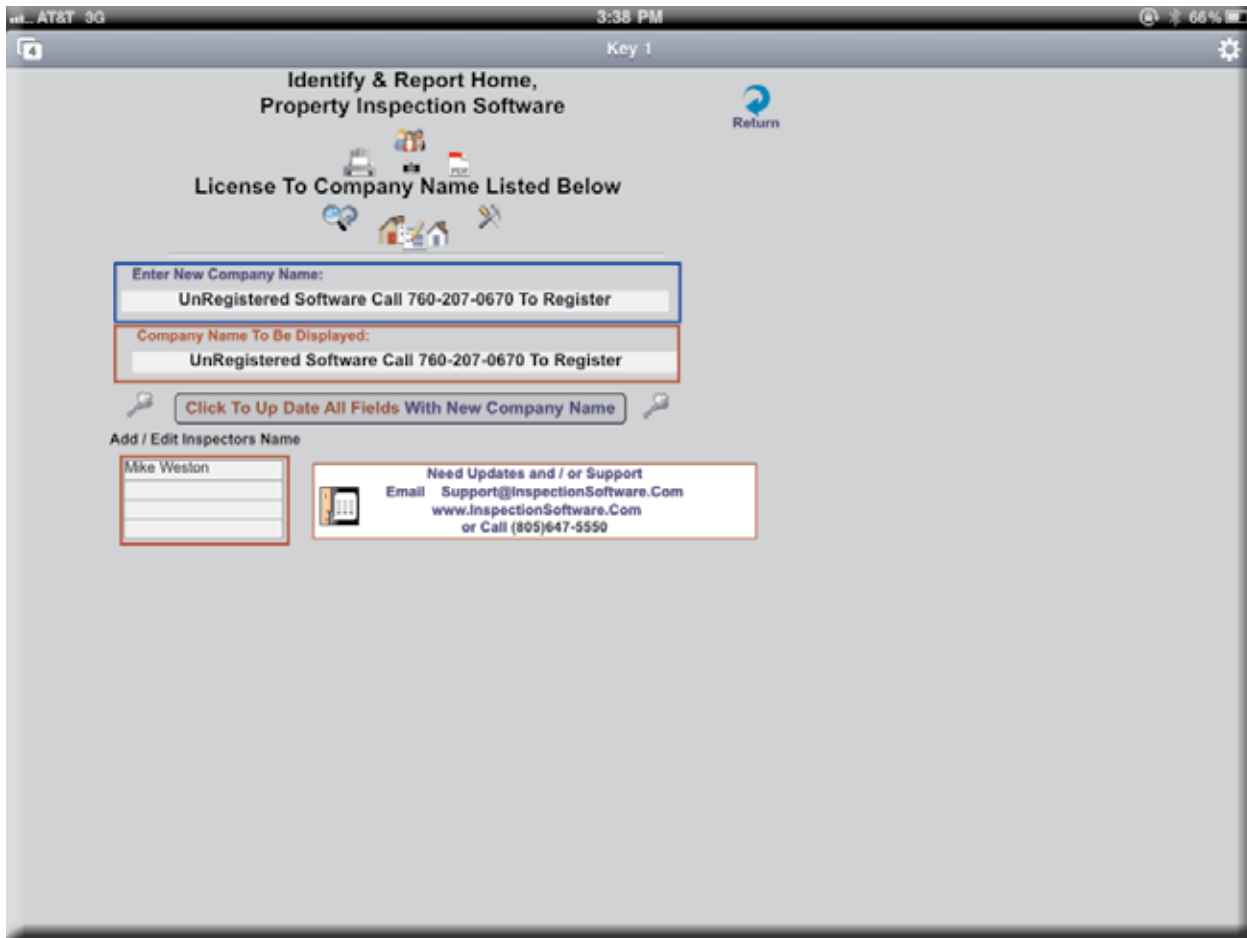 AT&T 3G
3:38 PM
66%
4
Key 1
Identify & Report Home,
Property Inspection Software
Return
PDF
License To Company Name Listed Below
Enter New Company Name:
UnRegistered Software Call 760-207-0670 To Register
Company Name To Be Displayed:
UnRegistered Software Call 760-207-0670 To Register
Click To Up Date All Fields With New Company Name
Add / Edit Inspectors Name
Mike Weston
Need Updates and / or Support
Email Support@InspectionSoftware.Com
www.InspectionSoftware.Com
or Call (805)647-5550